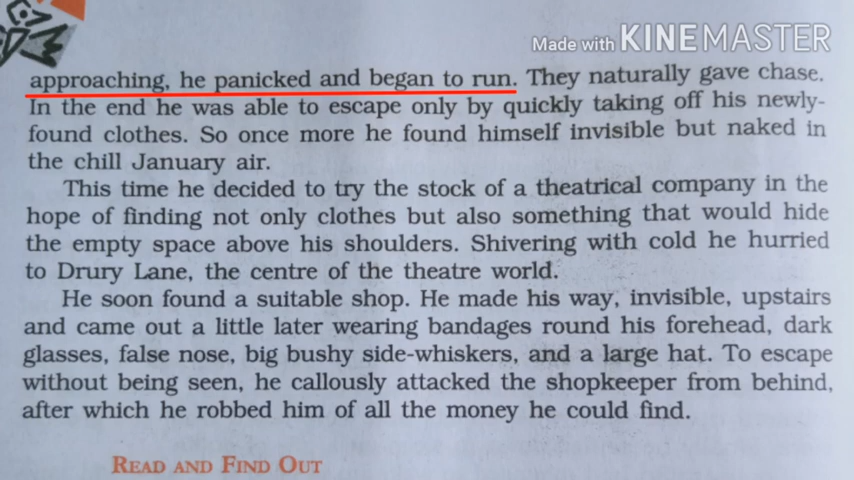 Made with KINEMASTER
approaching, he panicked and began to run. They naturally gave chase.
In the end he was able to escape only by quickly taking off his newly-
found clothes. So once more he found himself invisible but naked in
the chill January air.
This time he decided to try the stock of a theatrical company in the
hope of finding not only clothes but also something that would hide
the empty space above his shoulders. Shivering with cold he hurried
to Drury Lane, the centre of the theatre world.
He soon found a suitable shop. He made his way, invisible, upstairs
and came out a little later wearing bandages round his forehead, dark
glasses, false nose, big bushy side-whiskers, and a large hat. To escape
without being seen, he callously attacked the shopkeeper from behind,
after which he robbed him of all the money he could find.
READ AND FIND OUT